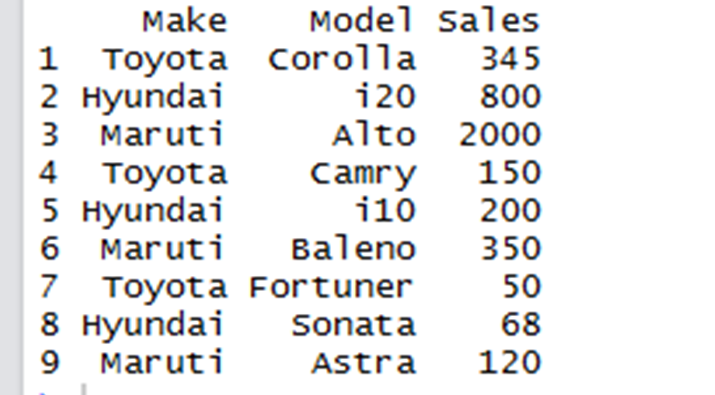 Make Model Sales
1 Toyota Corolla 345
2 Hyundai i20 800
3 Maruti Alto 2000
4 Toyota Camry 150
5 Hyundai i10 200
6 Maruti Baleno 350
7 Toyota Fortuner 50
8 Hyundai Sonata 68
9 Maruti Astra 120